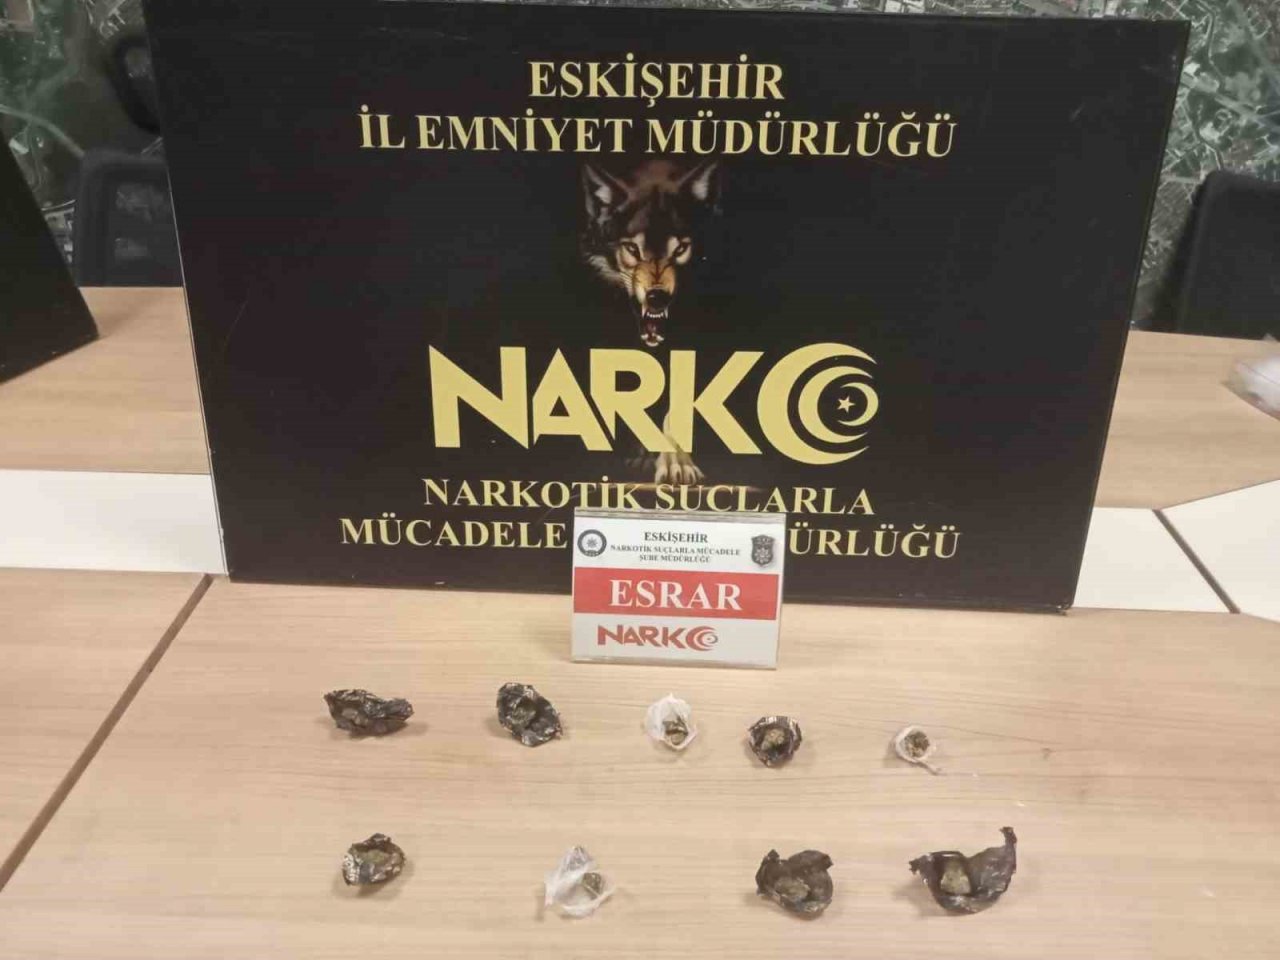 ESKİŞEHİR
İL EMNİYET MÜDÜRLÜĞÜ
NARKO
NARKOTİK SUÇLARLA
MÜCADELE ÜRLÜĞÜ
ESKİŞEHİR
NARKOTİK SUÇLARLA MÜCADELE
ŞUBE MÜDÜRLÜĞÜ
ESRAR
NARKO